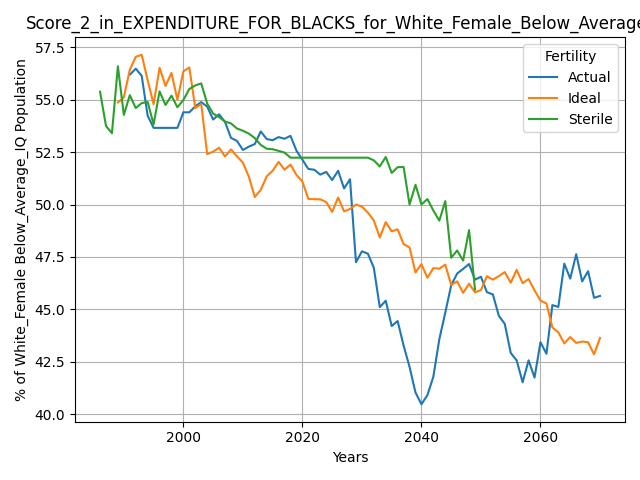 Score_2_in_EXPENDITURE_FOR_BLACKS_for_White_Female_Below_Average
% of White_Female Below_Average_IQ Population
57.5
55.0
52.5
50.0
47.5
45.0
42.5
40.0
Fertility
Actual
Ideal
Sterile
2000
2020
2040
2060
Years